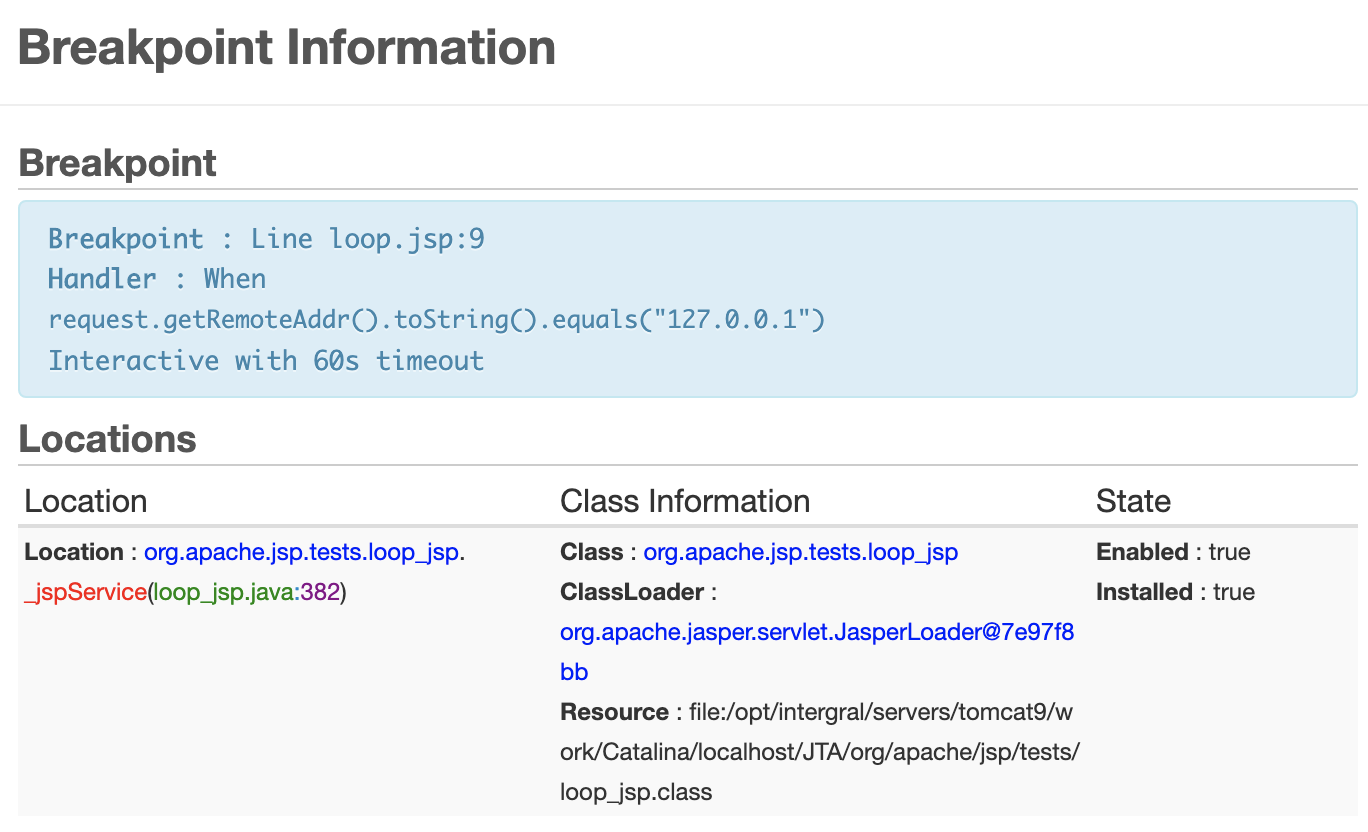 Breakpoint Information
Breakpoint
Breakpoint : Line loop.jsp:9
Handler : When
request.getRemoteAddr().toString().equals("127.0.0.1")
Interactive with 60s timeout
Locations
Location
Class Information
State
Location : org.apache.jsp.tests.loop_jsp.
_jspService(loop_jsp.java:382)
Class : org.apache.jsp.tests.loop_jsp
ClassLoader :
org.apache.jasper.servlet.JasperLoader@7e97f8
bb
Resource : file:/opt/intergral/servers/tomcat9/w
ork/Catalina/localhost/JTA/org/apache/jsp/tests/
loop_jsp.class
Enabled : true
Installed : true